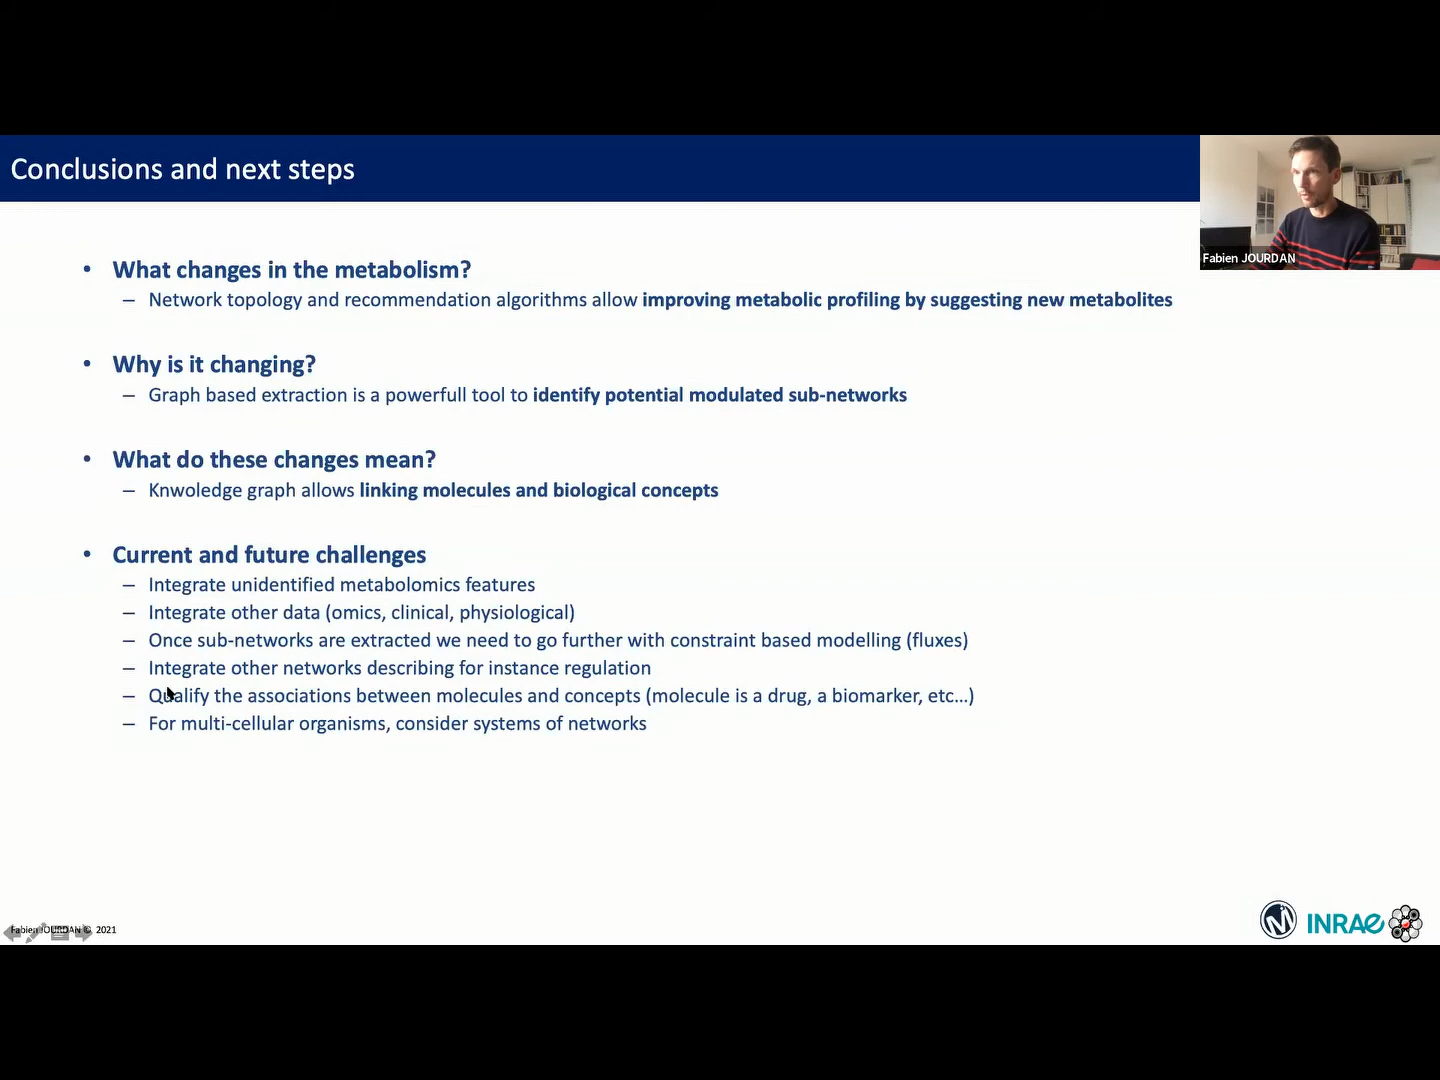 Conclusions and next steps
Fabien JOURDAN
• What changes in the metabolism?
– Network topology and recommendation algorithms allow improving metabolic profiling by suggesting new metabolites
• Why is it changing?
– Graph based extraction is a powerfull tool to identify potential modulated sub-networks
• What do these changes mean?
– Knwoledge graph allows linking molecules and biological concepts
• Current and future challenges
– Integrate unidentified metabolomics features
– Integrate other data (omics, clinical, physiological)
– Once sub-networks are extracted we need to go further with constraint based modelling (fluxes)
– Integrate other networks describing for instance regulation
– Qualify the associations between molecules and concepts (molecule is a drug, a biomarker, etc...)
– For multi-cellular organisms, consider systems of networks
Fabien JOURDAN © 2021
INRAE